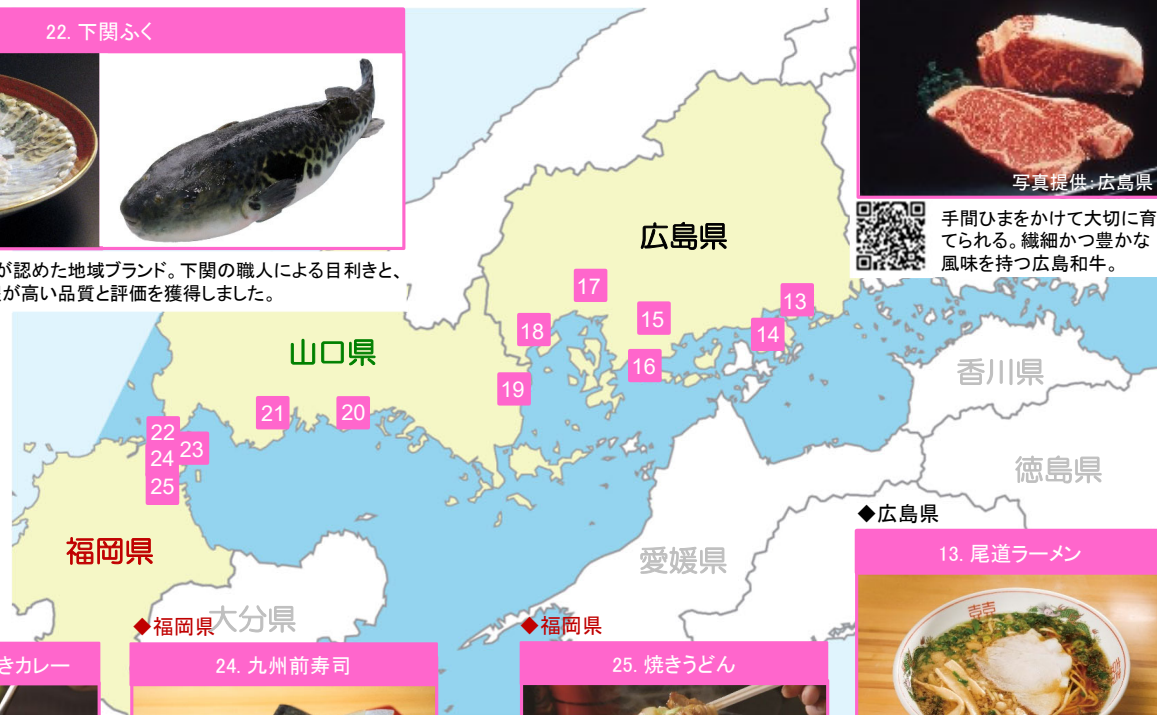 22. 下関ふく
写真提供:広島県
手間ひまをかけて大切に育
てられる。繊細かつ豊かな
風味を持つ広島和牛。
が認めた地域ブランド。下関の職人による目利きと、
が高い品質と評価を獲得しました。
広島県
17
13
15
18
14
16
山口県
香川県
19
21
20
22
23
24
25
徳島県
◆広島県
13. 尾道ラーメン
福岡県
愛媛県
大分県
◆福岡県
◆福岡県
きカレー
24. 九州前寿司
25. 焼きうどん